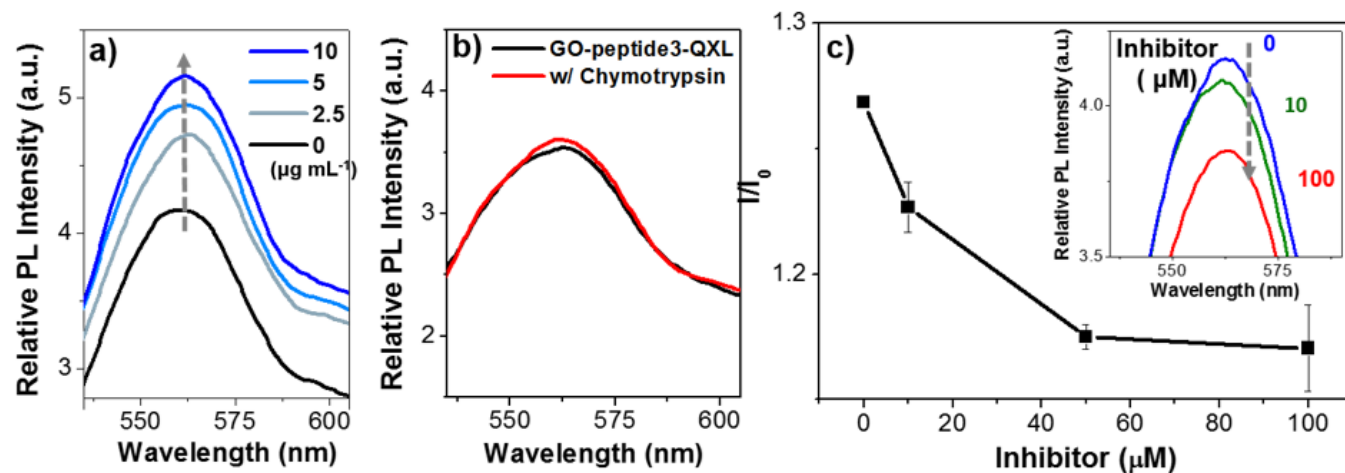 a)
10
5
2.5
0
(µg mL-1)
5
4
3
Relative PL Intensity (a.u.)
550
575
600
Wavelength (nm)
b)
GO-peptide3-QXL
w/ Chymotrypsin
4
3
2
Relative PL Intensity (a.u.)
550
575
600
Wavelength (nm)
c)
1.3
1.2
I/I0
0
20
40
60
80
100
Inhibitor (µM)
Inhibitor
( µM)
0
10
100
4.0
3.5
Relative PL Intensity (a.u.)
550
575
Wavelength (nm)